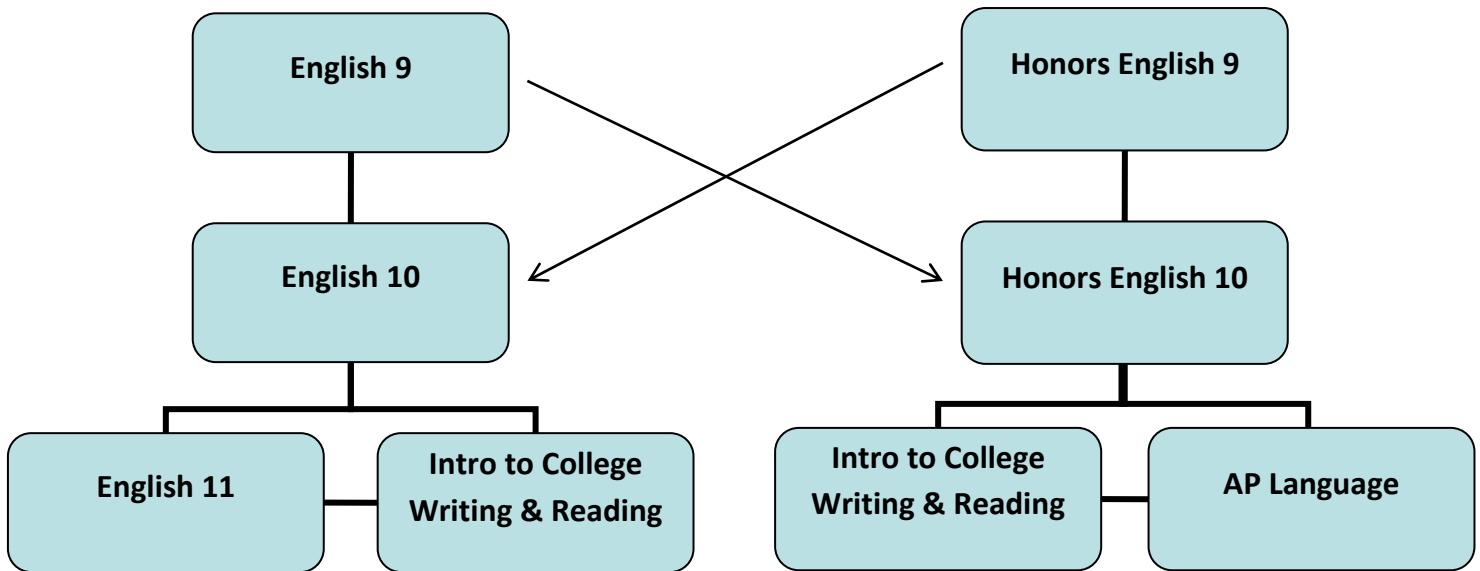 English 9
Honors English 9
English 10
Honors English 10
English 11
Intro to College
Writing & Reading
Intro to College
Writing & Reading
AP Language